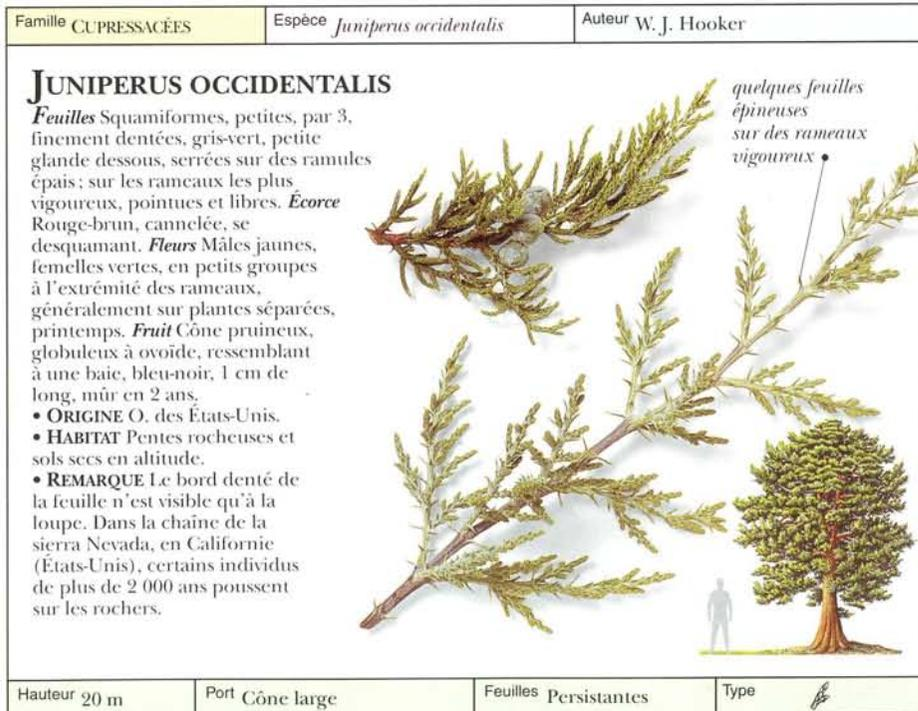 Famille CUPRESSACÉES
Espèce Juniperus occidentalis
Auteur W. J. Hooker
JUNIPERUS OCCIDENTALIS
Feuilles Squamiformes, petites, par 3,
finement dentées, gris-vert, petite
glande dessous, serrées sur des ramules
épais ; sur les rameaux les plus
vigoureux, pointues et libres. Écorce
Rouge-brun, cannelée, se
desquamant. Fleurs Mâles jaunes,
femelles vertes, en petits groupes
à l'extrémité des rameaux,
généralement sur plantes séparées,
printemps. Fruit Cône pruineux,
globuleux à ovoïde, ressemblant
à une baie, bleu-noir, 1 cm de
long, mûr en 2 ans.
• ORIGINE O. des États-Unis.
• HABITAT Pentes rocheuses et
sols secs en altitude.
• REMARQUE Le bord denté de
la feuille n'est visible qu'à la
loupe. Dans la chaîne de la
sierra Nevada, en Californie
(États-Unis), certains individus
de plus de 2 000 ans poussent
sur les rochers.
quelques feuilles
épineuses
sur des rameaux
vigoureux
Hauteur 20 m
Port Cône large
Feuilles Persistantes
Type